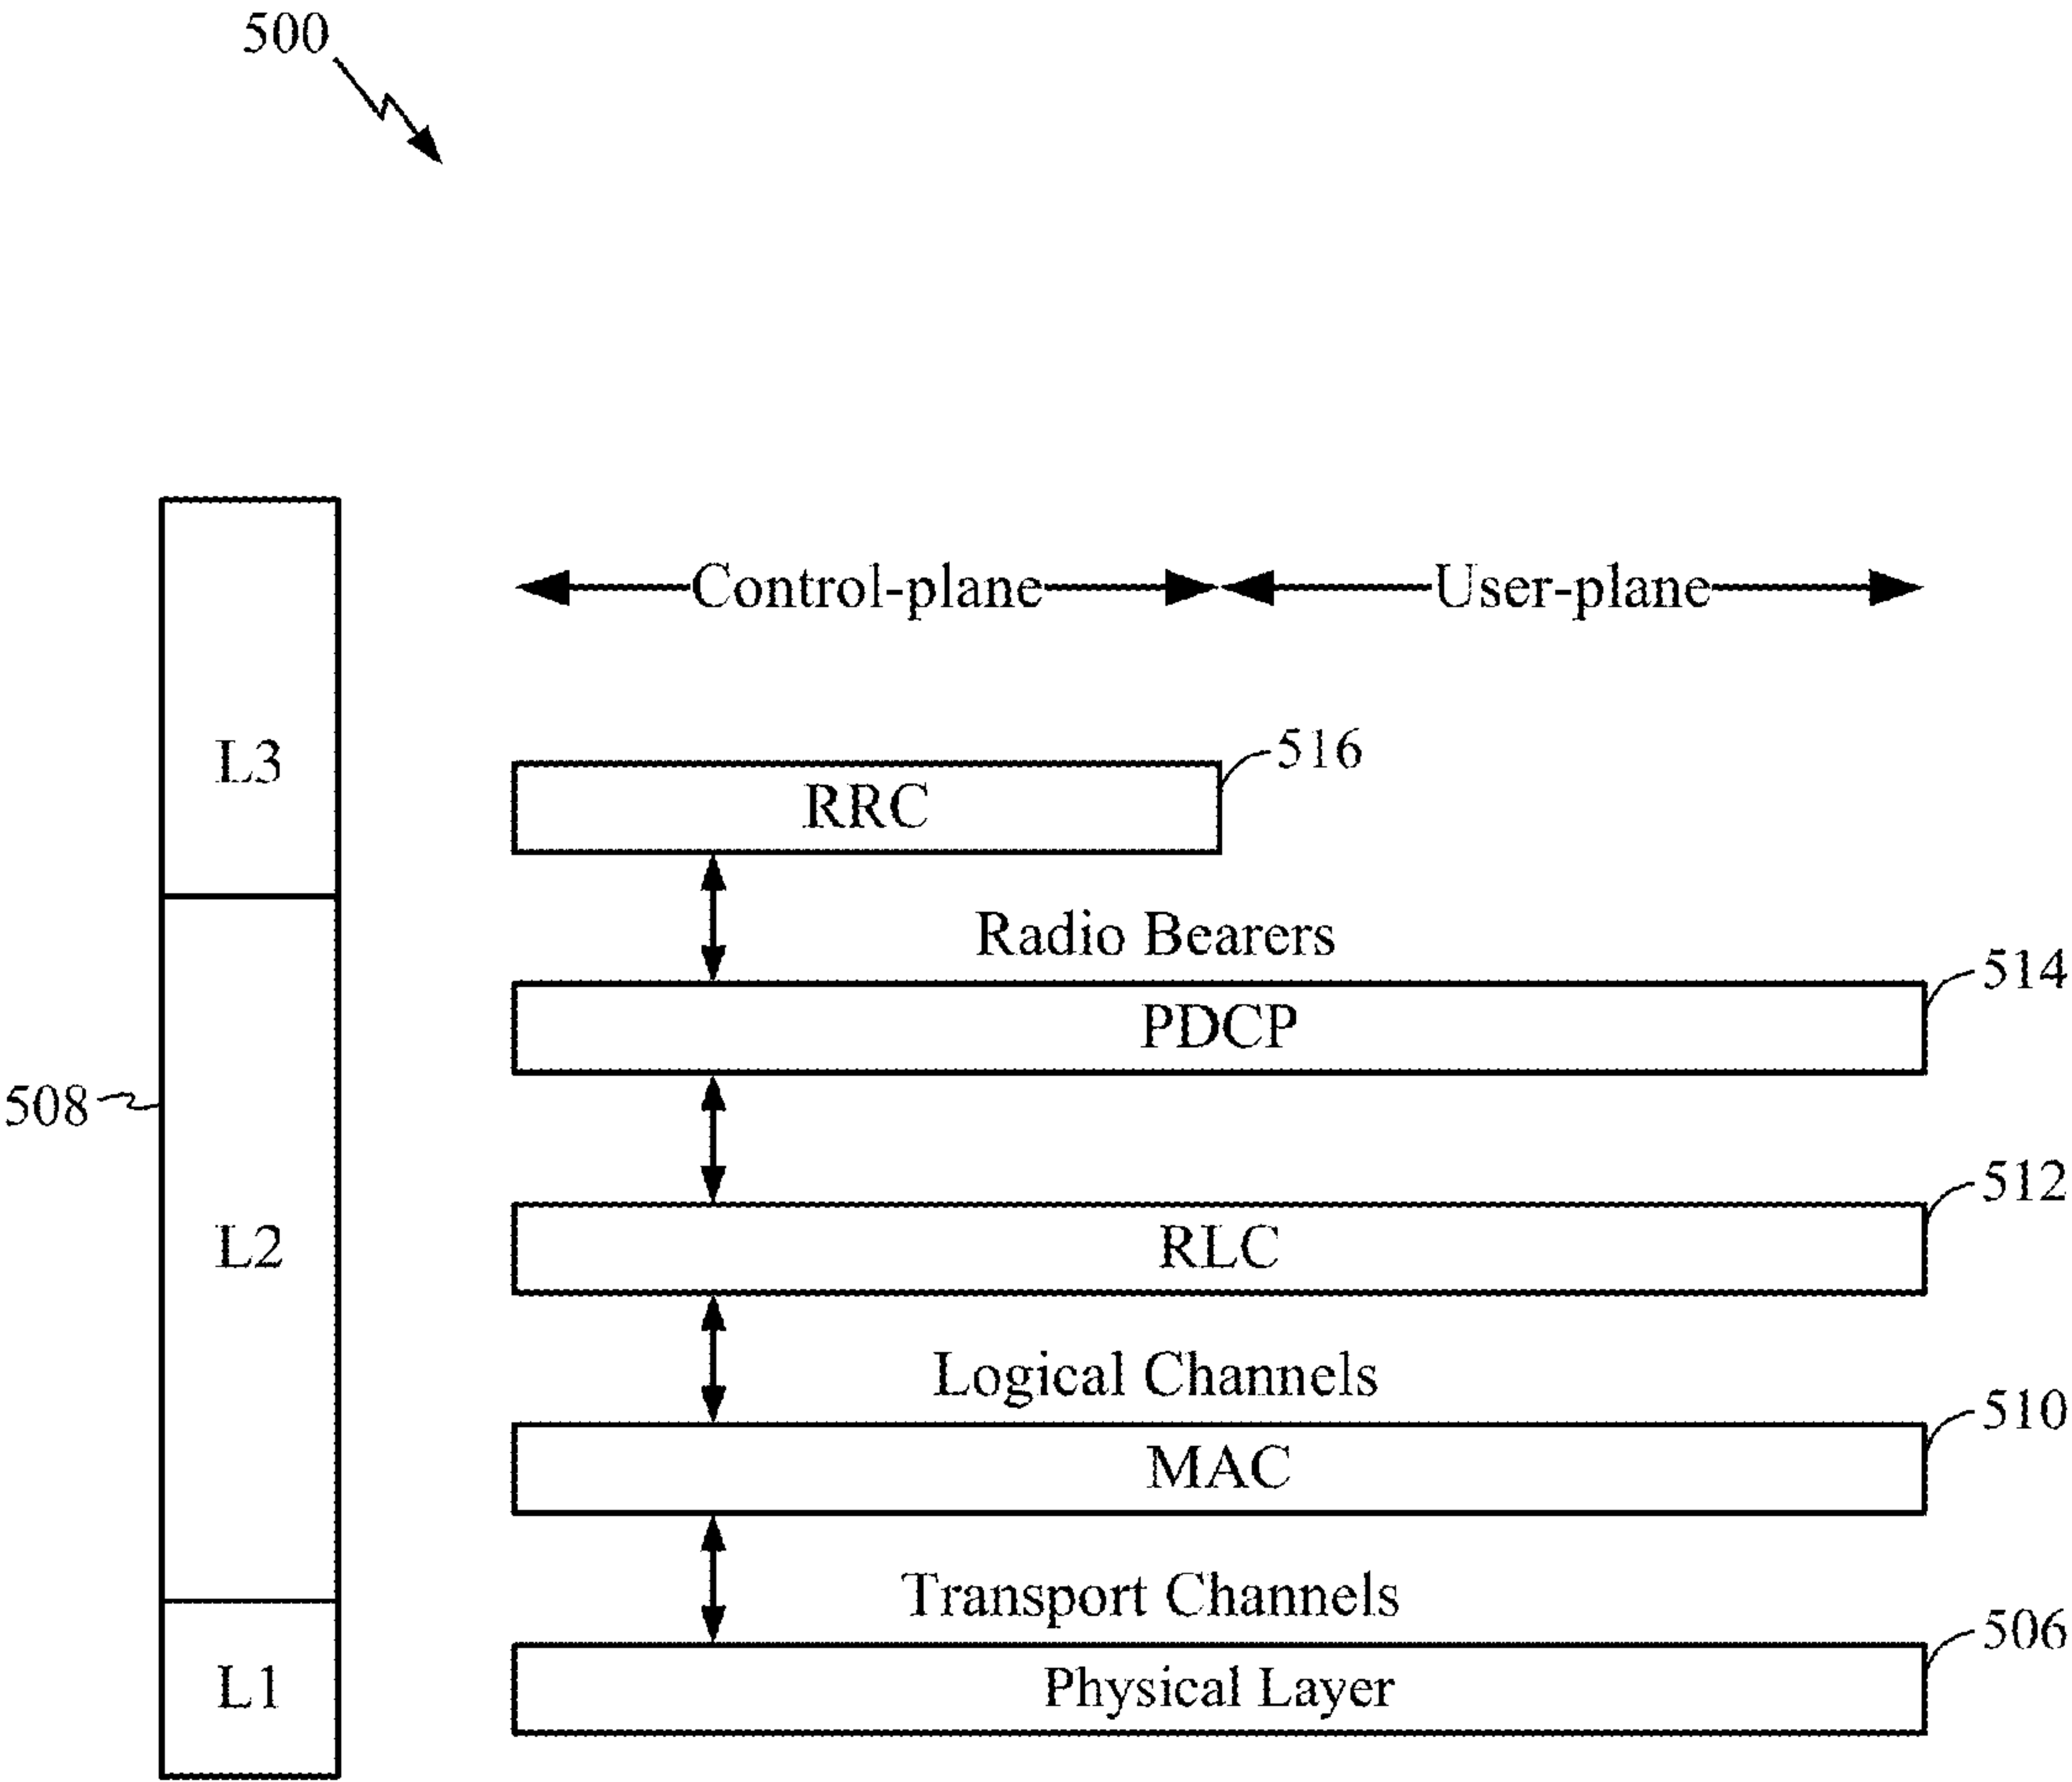 500
Control-plane User-plane
L3
516
RRC
Radio Bearers
514
PDCP
508
512
L2
RLC
Logical Channels
510
MAC
Transport Channels
506
L1
Physical Layer